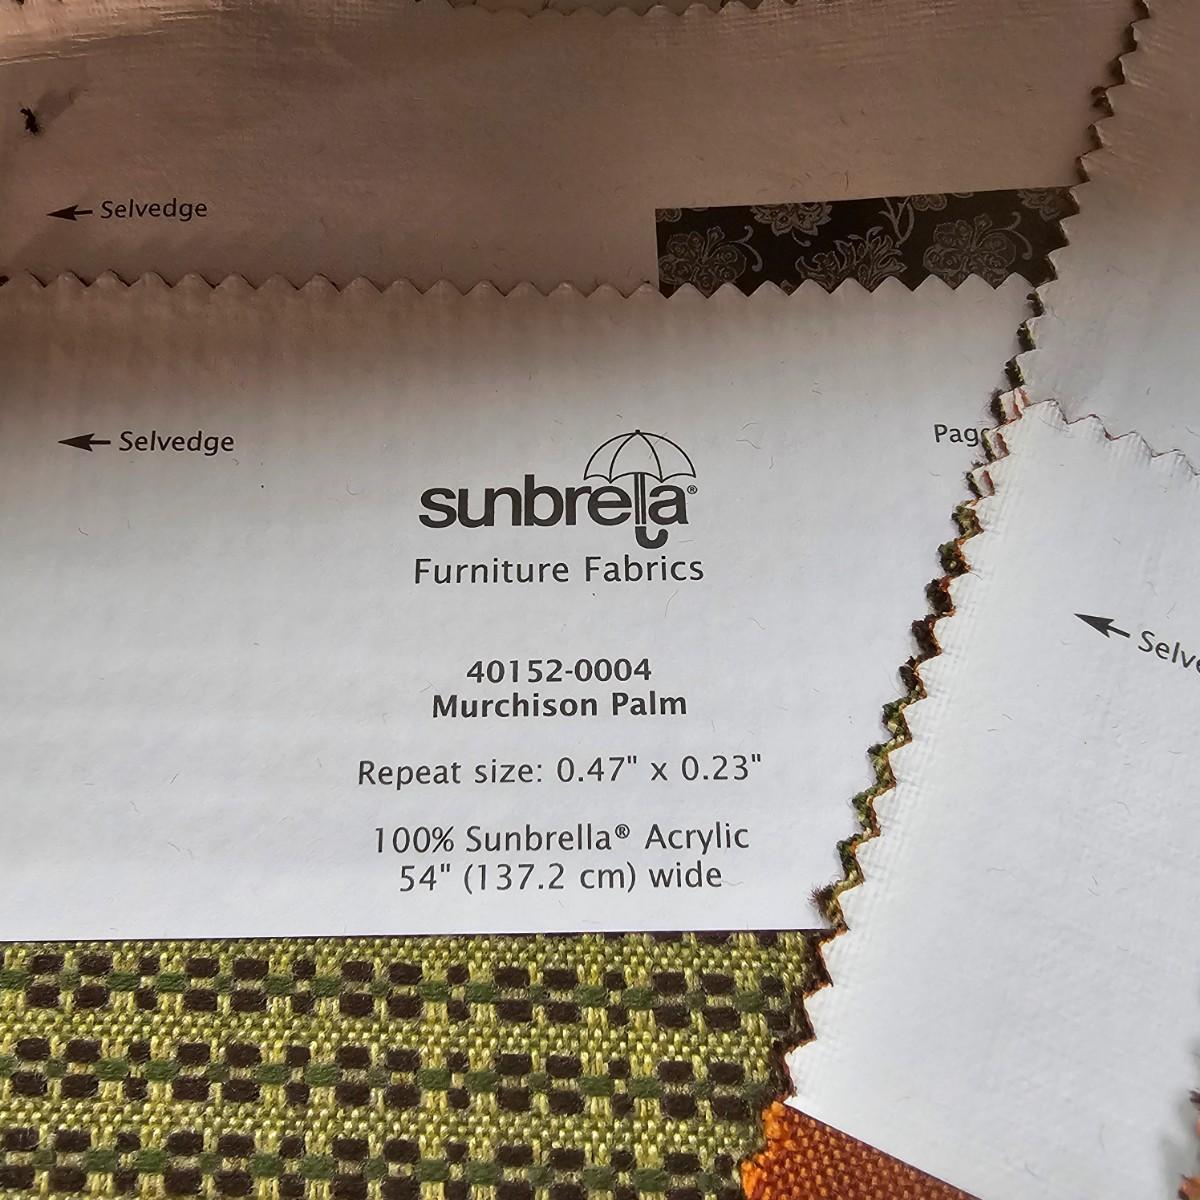 Selvedge
Selvedge
sunbrella®
Furniture Fabrics
40152-0004
Murchison Palm
Repeat size: 0.47" x 0.23"
100% Sunbrella® Acrylic
54" (137.2 cm) wide